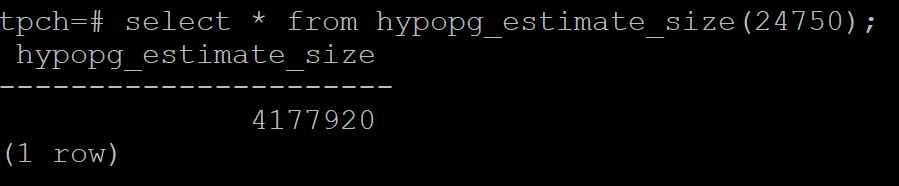 tpch=# select * from hypopg_estimate_size(24750);
hypopg_estimate_size
----------------------
4177920
(1 row)